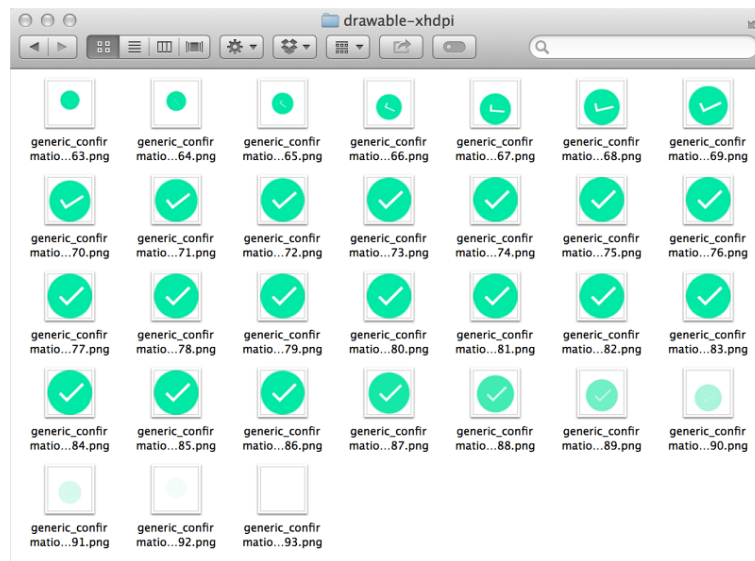 drawable-xhdpi
generic_confir
matio...63.png
generic_confir
matio...64.png
generic_confir
matio...65.png
generic_confir
matio...66.png
generic_confir
matio...67.png
generic_confir
matio...68.png
generic_confir
matio...69.png
generic_confir
matio...70.png
generic_confir
matio...71.png
generic_confir
matio...72.png
generic_confir
matio...73.png
generic_confir
matio...74.png
generic_confir
matio...75.png
generic_confir
matio...76.png
generic_confir
matio...77.png
generic_confir
matio...78.png
generic_confir
matio...79.png
generic_confir
matio...80.png
generic_confir
matio...81.png
generic_confir
matio...82.png
generic_confir
matio...83.png
generic_confir
matio...84.png
generic_confir
matio...85.png
generic_confir
matio...86.png
generic_confir
matio...87.png
generic_confir
matio...88.png
generic_confir
matio...89.png
generic_confir
matio...90.png
generic_confir
matio...91.png
generic_confir
matio...92.png
generic_confir
matio...93.png